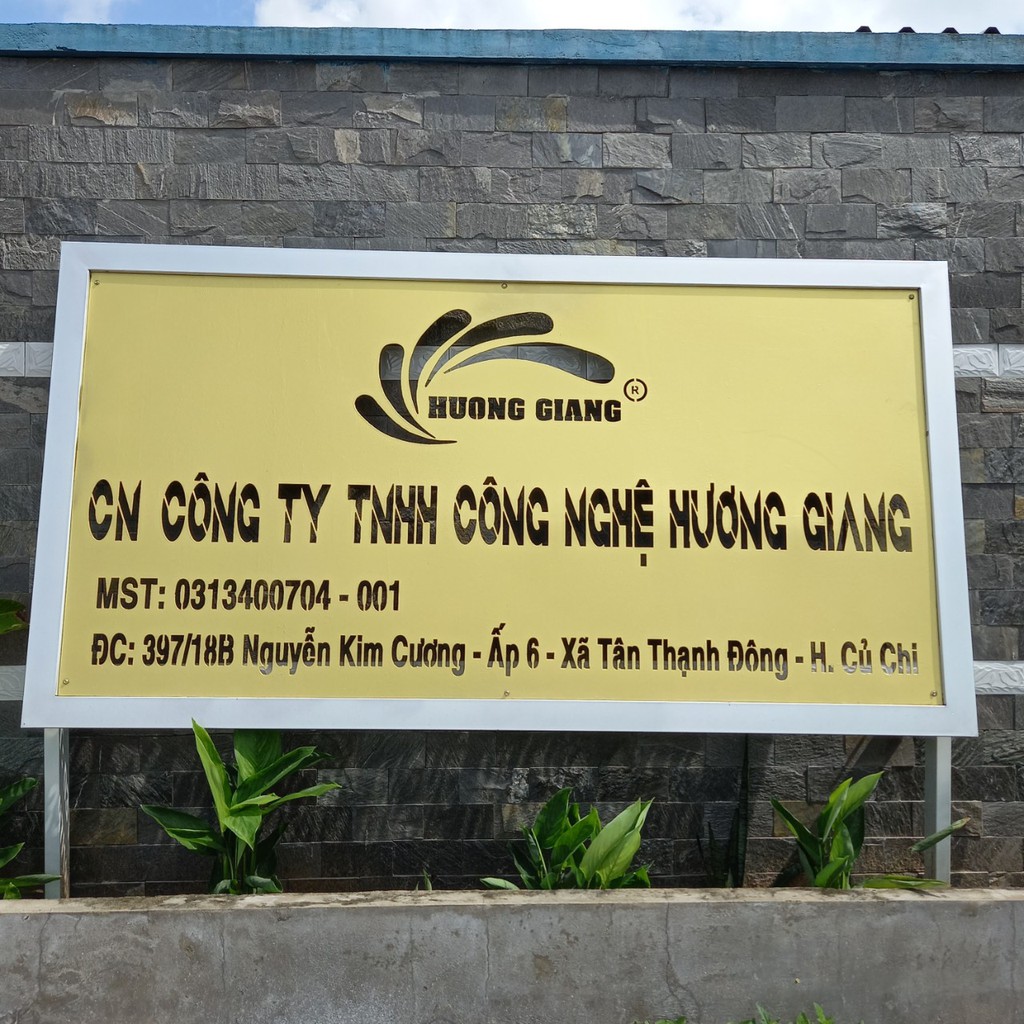 HUONG GIANG ®
CN CÔNG TY TNHH CÔNG NGHỆ HƯƠNG GIANG
MST: 0313400704 - 001
ĐC: 397/18B Nguyễn Kim Cương - Ấp 6 - Xã Tân Thạnh Đông - H. Củ Chi